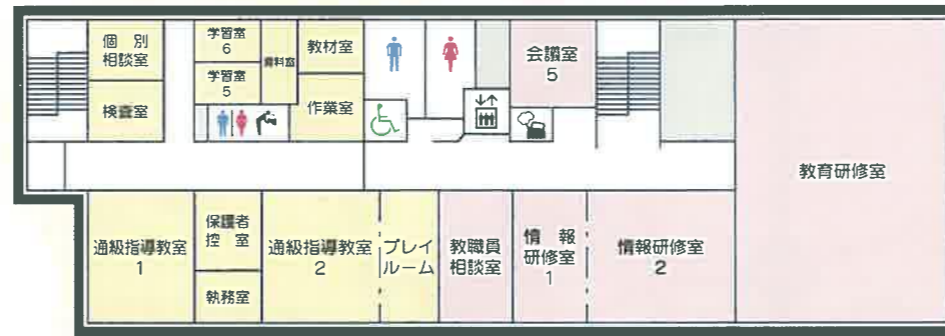 個 別
相談室
検査室
学習室
6
学習室
5
資料室
教材室
作業室
会議室
5
教育研修室
通級指導教室
1
保護者
控 室
執務室
通級指導教室
2
プレイ
ルーム
教職員
相談室
情 報
研修室
1
情報研修室
2